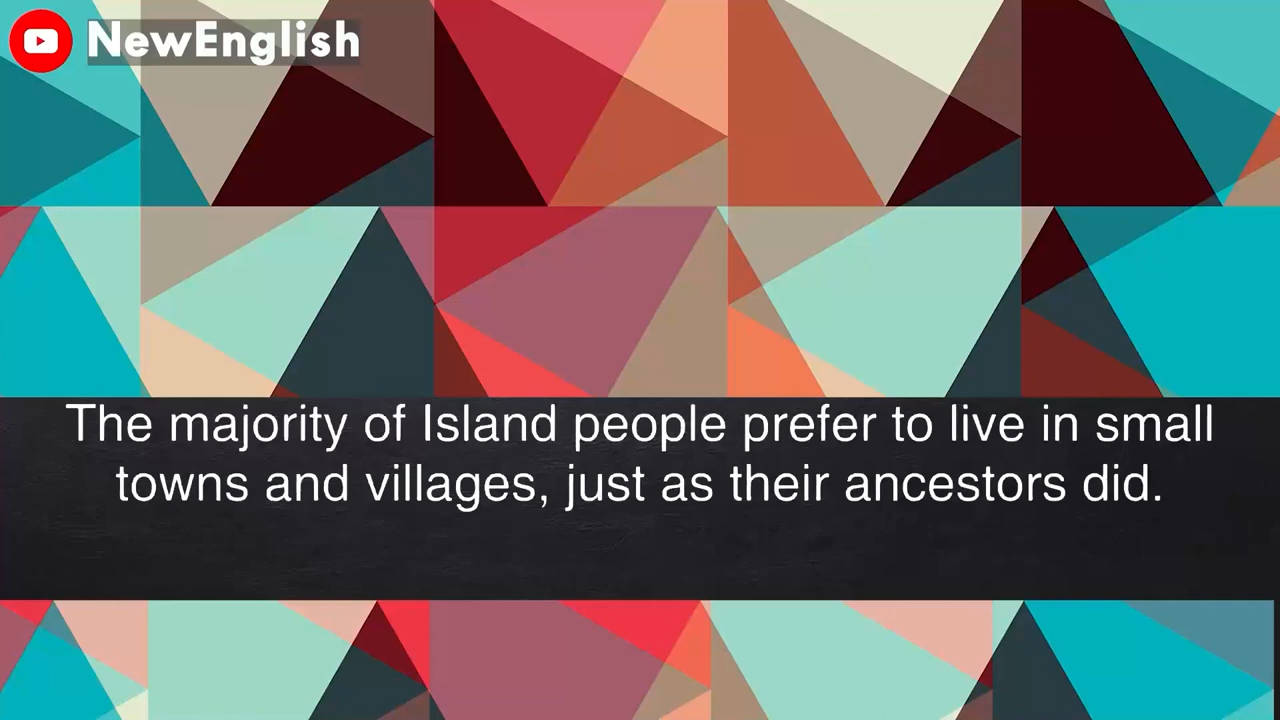 NewEnglish
The majority of Island people prefer to live in small
towns and villages, just as their ancestors did.